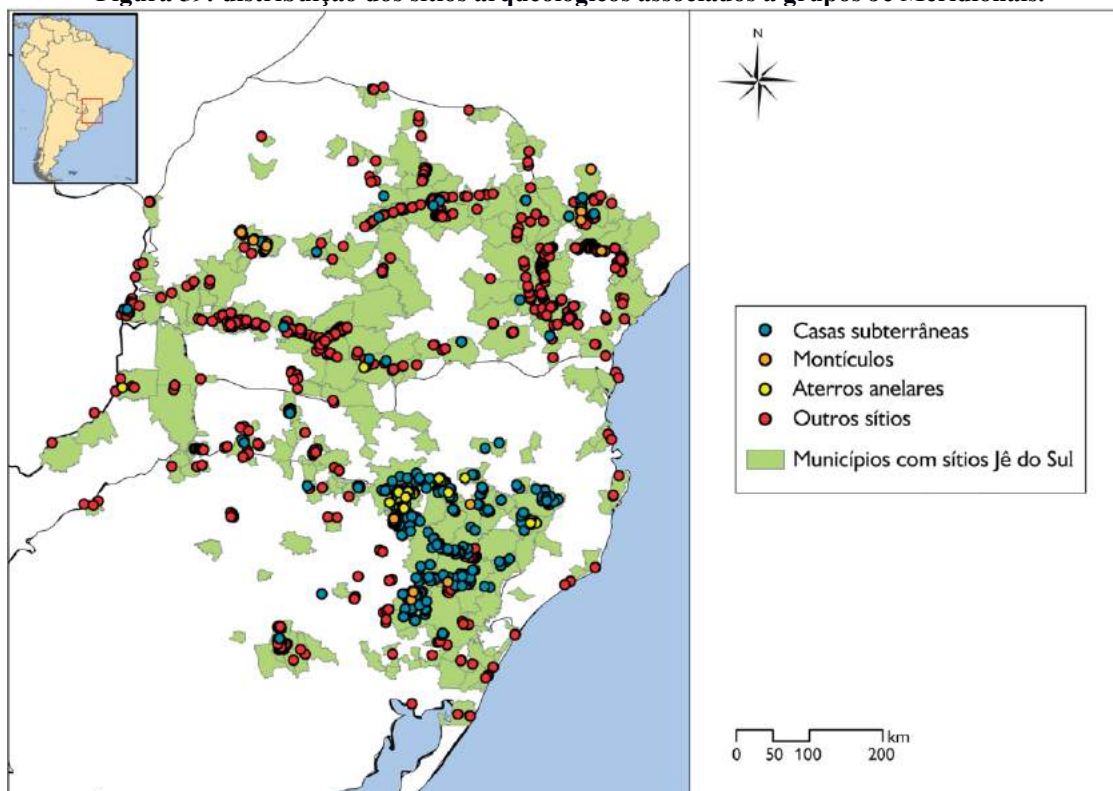 Figura 39: distribuição dos sítios arqueológicos associados a grupos Jê Meridionais.
N
Casas subterrâneas
Montículos
Aterros anelares
Outros sítios
Municípios com sítios Jê do Sul
km
0 50 100 200